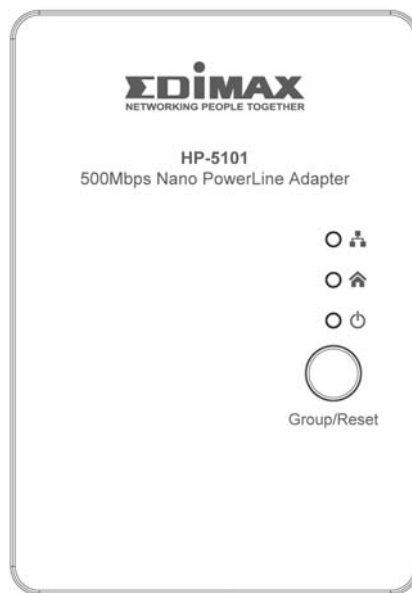 EDiMAX
NETWORKING PEOPLE TOGETHER
HP-5101
500Mbps Nano PowerLine Adapter
Group/Reset